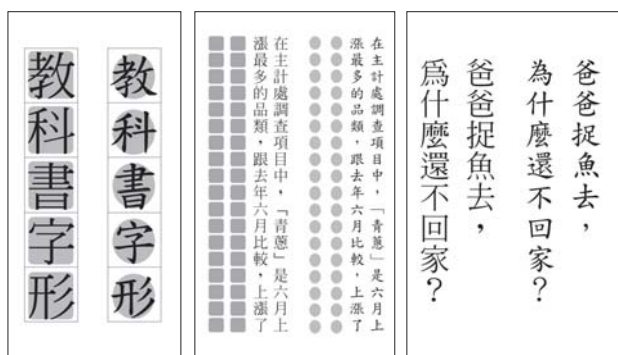 教科書字形
教科書字形
在主計處調查項目中，「青蔥」是六月上
漲最多的品類，跟去年六月比較，上漲了
在主計處調查項目中，「青蔥」是六月上
漲最多的品類，跟去年六月比較，上漲了
爸爸捉魚去，
為什麼還不回家？
爸爸捉魚去，
爲什麼還不回家？